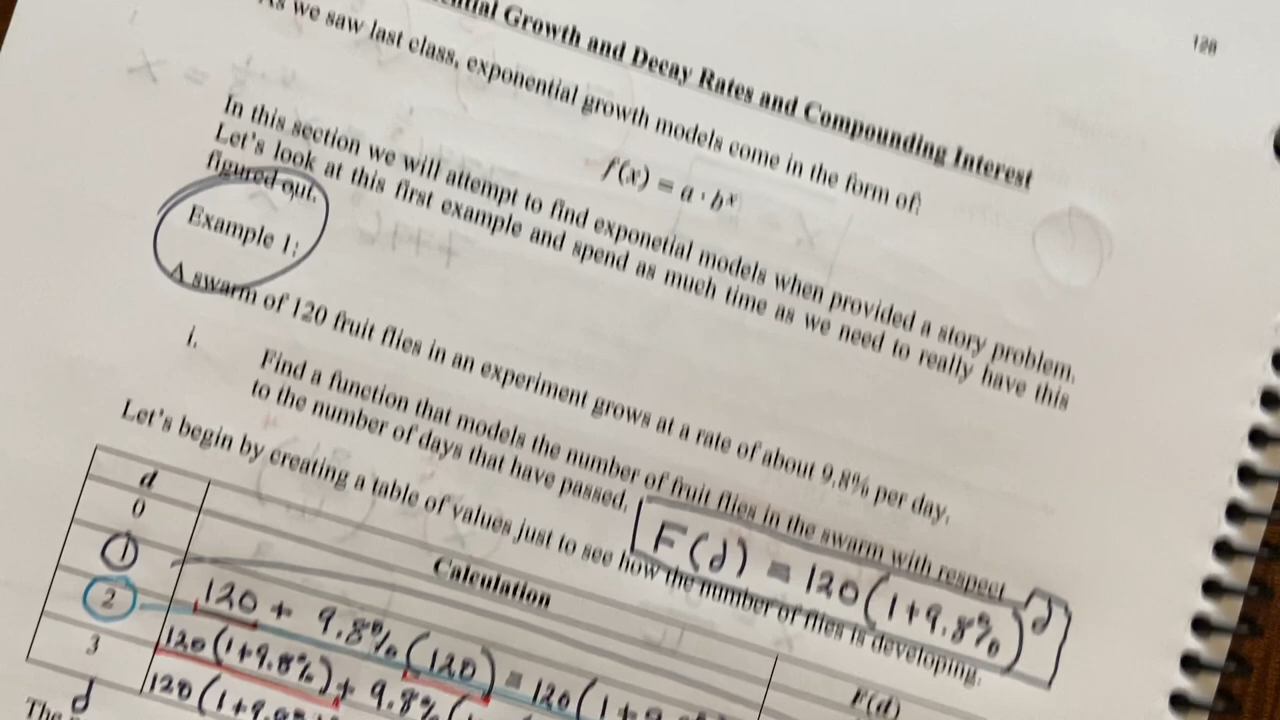 128
Growth and Decay Rates and Compounding Interest
As we saw last class, exponential growth models come in the form of:
f(x) = a · bˣ
In this section we will attempt to find exponetial models when provided a story problem.
Let's look at this first example and spend as much time as we need to really have this
figured out.
Example 1:
A swarm of 120 fruit flies in an experiment grows at a rate of about 9.8% per day.
i. Find a function that models the number of fruit flies in the swarm with respect
to the number of days that have passed.
F(d) = 120(1+9.8%)ᵈ
Let's begin by creating a table of values just to see how the number of flies is developing.
d Calculation F(d)
0
1 120 + 9.8%(120) = 120(1+
2 120(1+9.8%) + 9.8%(
3 120(1+
d
The